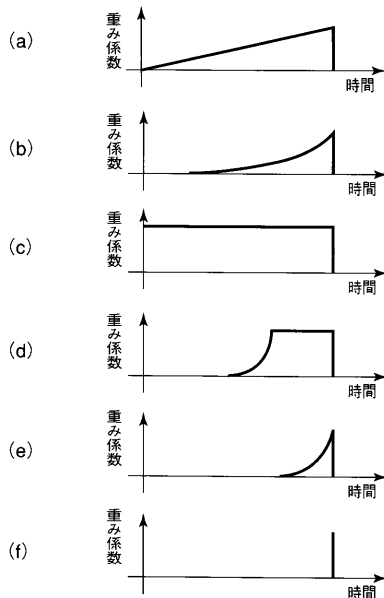 (a)
重み係数
時間
(b)
重み係数
時間
(c)
重み係数
時間
(d)
重み係数
時間
(e)
重み係数
時間
(f)
重み係数
時間